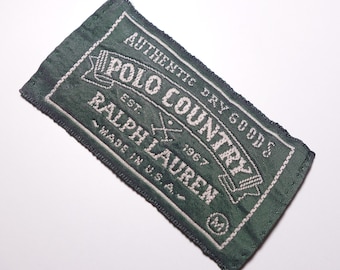 AUTHENTIC DRY GOODS
POLO COUNTRY
EST. 1967
RALPH LAUREN
~MADE IN U.S.A.~
M